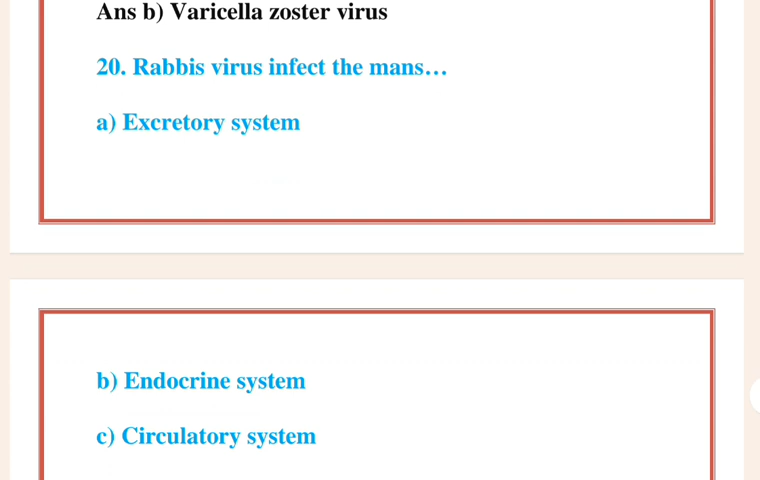 Ans b) Varicella zoster virus
20. Rabbis virus infect the mans…
a) Excretory system
b) Endocrine system
c) Circulatory system